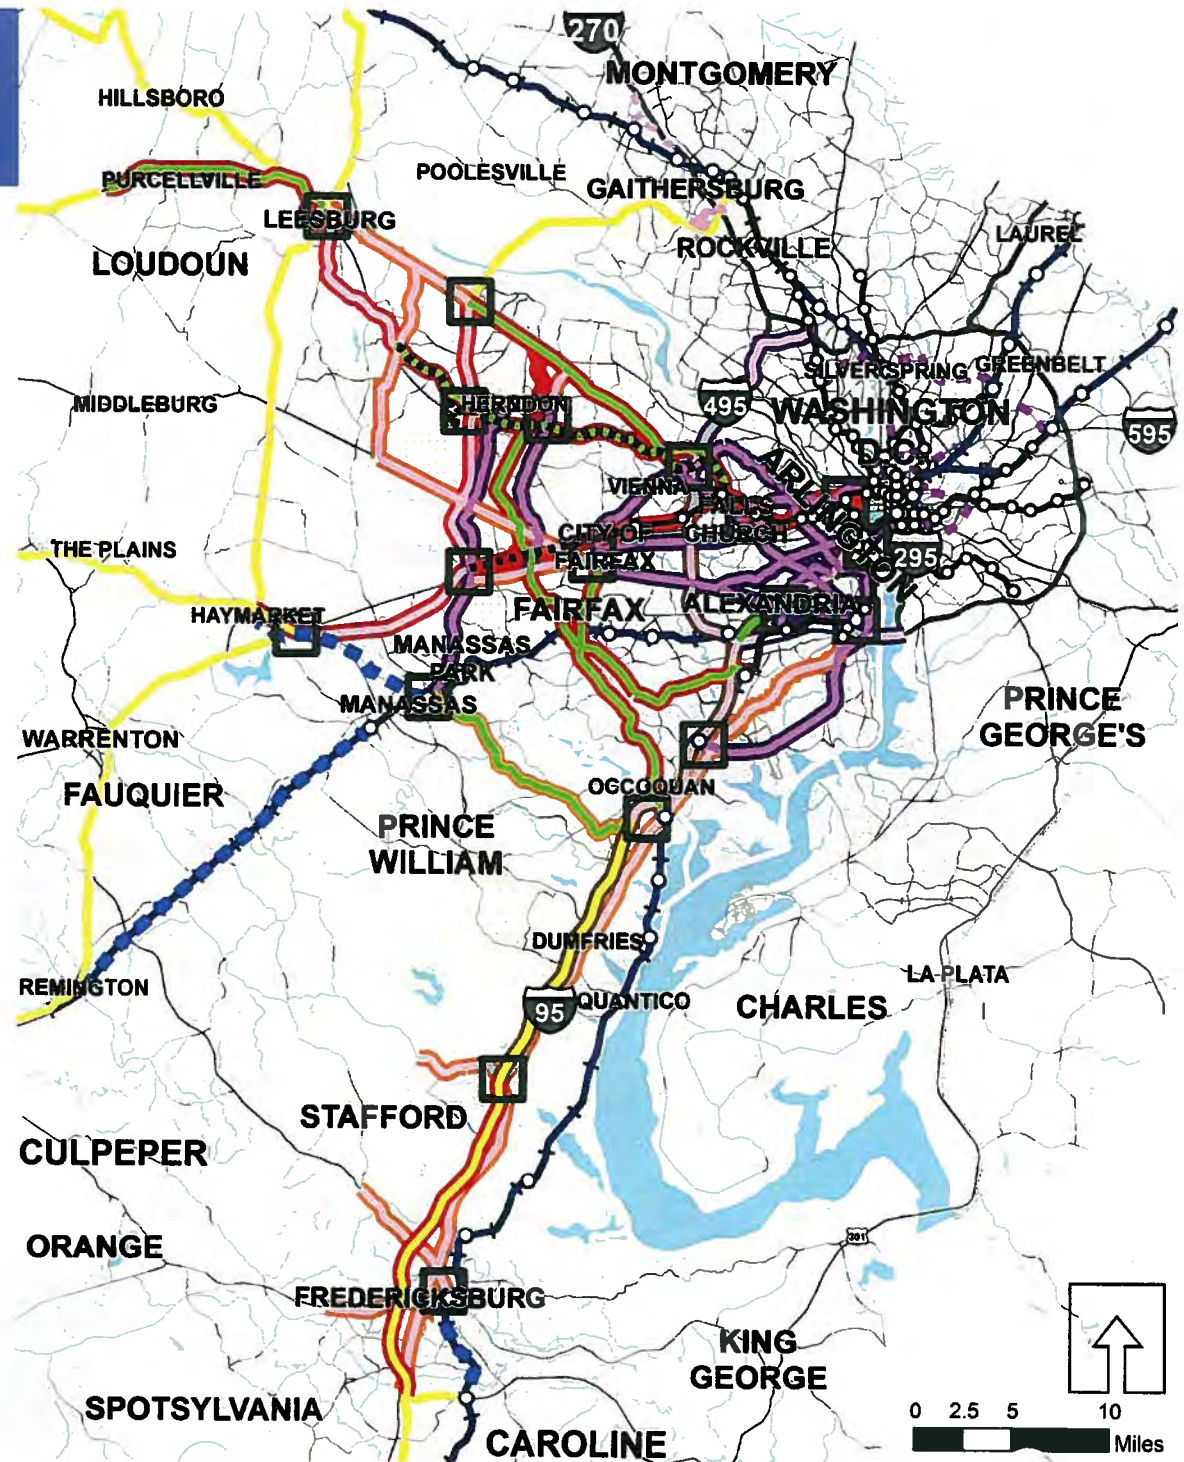 270
MONTGOMERY
HILLSBORO
POOLESVILLE
PURCELLVILLE
GAITHERSBURG
LEESBURG
ROCKVILLE
LAUREL
LOUDOUN
SILVER SPRING
GREENBELT
MIDDLEBURG
HERNDON
495
WASHINGTON
D.C.
595
ARLINGTON
VIENNA
FALLS
CHURCH
CITY OF
FAIRFAX
THE PLAINS
295
HAYMARKET
FAIRFAX
ALEXANDRIA
MANASSAS
PARK
MANASSAS
PRINCE
GEORGE'S
WARRENTON
FAUQUIER
OGCOQUAN
PRINCE
WILLIAM
DUMFRIES
REMINGTON
LA PLATA
QUANTICO
CHARLES
95
STAFFORD
CULPEPER
ORANGE
301
FREDERICKSBURG
KING
GEORGE
SPOTSYLVANIA
CAROLINE
0 2.5 5 10
Miles